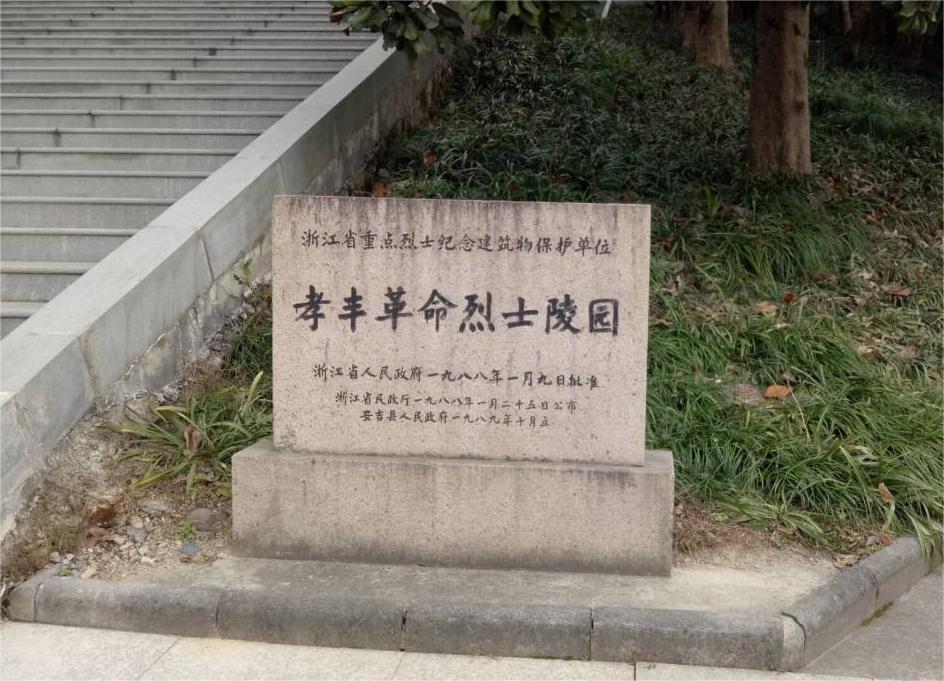 浙江省重点烈士纪念建筑物保护单位
孝丰革命烈士陵园
浙江省人民政府一九八八年一月九日批准
浙江省民政厅一九八八年一月二十五日公布
安吉县人民政府一九八九年十月立